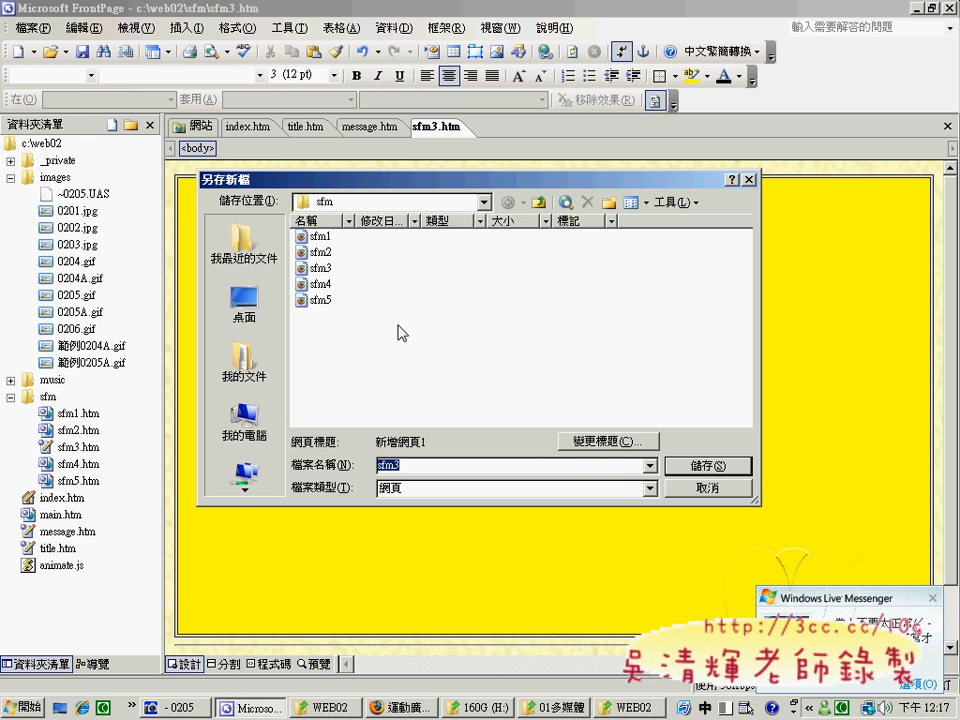 Microsoft FrontPage - c:\web02\sfm\sfm3.htm
檔案(F) 編輯(E) 檢視(V) 插入(I) 格式(O) 工具(T) 表格(A) 資料(D) 框架(R) 視窗(W) 說明(H) 輸入需要解答的問題
中文繁簡轉換
3 (12 pt) B I U
在(O) 套用(A) 移除效果(R)
資料夾清單 網站 index.htm title.htm message.htm sfm3.htm
c:\web02 <body>
_private
images
~0205.UAS
0201.jpg
0202.jpg
0203.jpg
0204.gif
0204A.gif
0205.gif
0205A.gif
0206.gif
範例0204A.gif
範例0205A.gif
music
sfm
sfm1.htm
sfm2.htm
sfm3.htm
sfm4.htm
sfm5.htm
index.htm
main.htm
message.htm
title.htm
animate.js
另存新檔
儲存位置(I): sfm 工具(L)
名稱 修改日... 類型 大小 標記
sfm1
sfm2
sfm3
sfm4
sfm5
我最近的文件
桌面
我的文件
我的電腦
網頁標題: 新增網頁1 變更標題(C)...
檔案名稱(N): sfm3 儲存(S)
檔案類型(T): 網頁 取消
Windows Live Messenger
http://3cc.cc/10g
吳清輝老師錄製
選項(O)
資料夾清單 導覽 設計 分割 程式碼 預覽
開始 - 0205 Microso... WEB02 運動廣... 160G (H:) 01多媒體 WEB02 中 下午 12:17